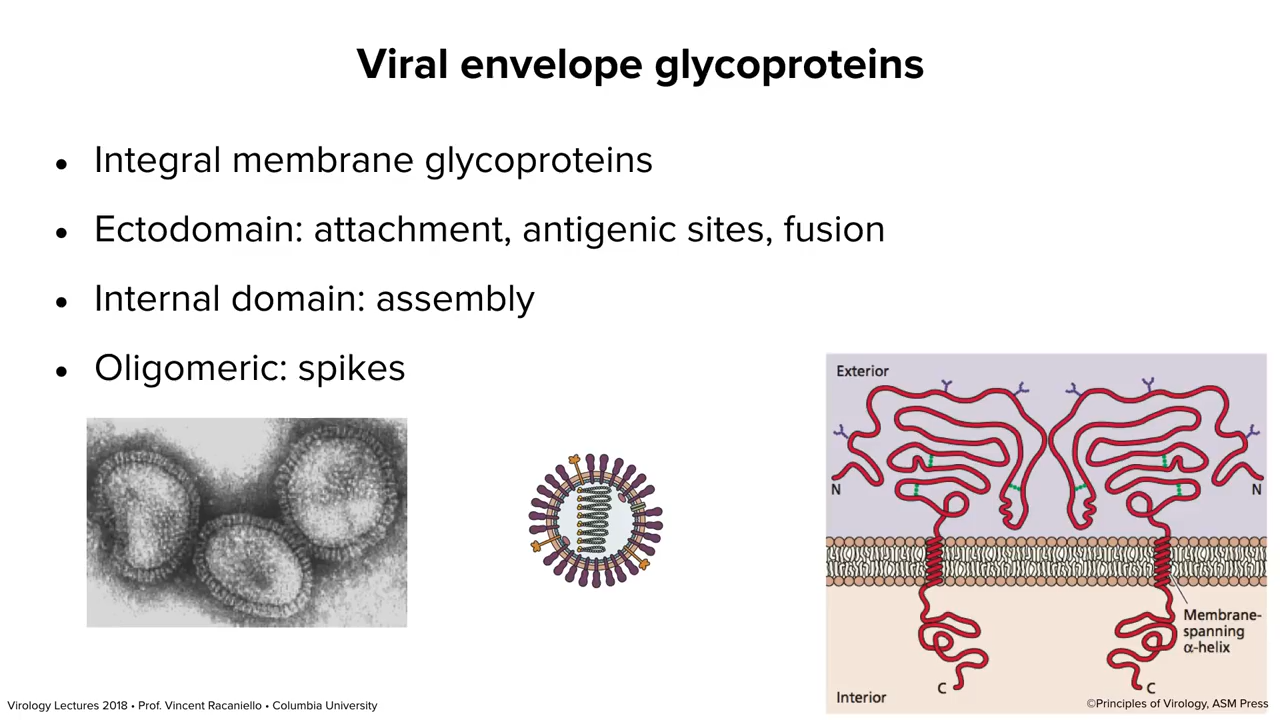 Viral envelope glycoproteins
• Integral membrane glycoproteins
• Ectodomain: attachment, antigenic sites, fusion
• Internal domain: assembly
• Oligomeric: spikes
Exterior
N
N
Membrane-
spanning
α-helix
C
C
Interior
©Principles of Virology, ASM Press
Virology Lectures 2018 • Prof. Vincent Racaniello • Columbia University